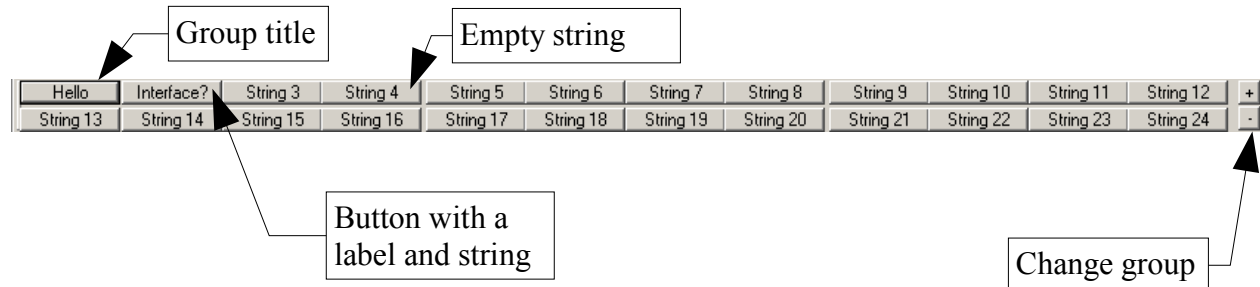 Group title
Empty string
Hello Interface? String 3 String 4 String 5 String 6 String 7 String 8 String 9 String 10 String 11 String 12 +
String 13 String 14 String 15 String 16 String 17 String 18 String 19 String 20 String 21 String 22 String 23 String 24 -
Button with a
label and string
Change group